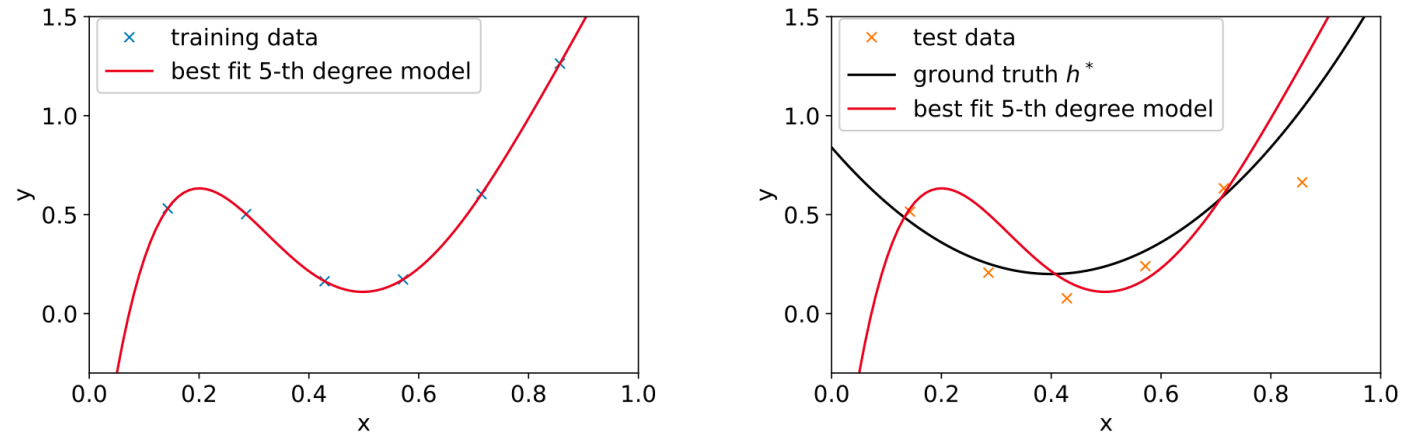 training data
best fit 5-th degree model
1.5
1.0
0.5
0.0
y
0.0 0.2 0.4 0.6 0.8 1.0
x
test data
ground truth h*
best fit 5-th degree model
1.5
1.0
0.5
0.0
y
0.0 0.2 0.4 0.6 0.8 1.0
x